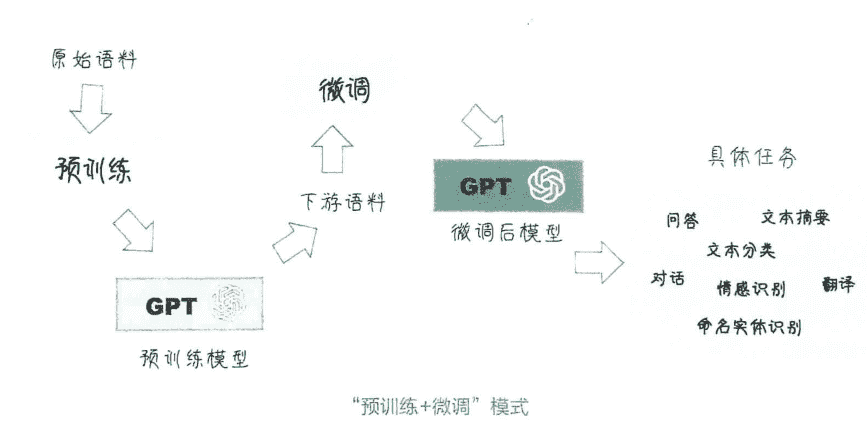 原始语料
预训练
GPT
预训练模型
下游语料
微调
GPT
微调后模型
具体任务
问答
文本摘要
文本分类
对话
情感识别
翻译
命名实体识别
“预训练+微调”模式